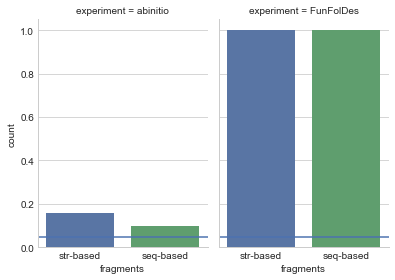 experiment = abinitio
experiment = FunFolDes
1.0
0.8
0.6
0.4
0.2
0.0
count
str-based
seq-based
str-based
seq-based
fragments
fragments